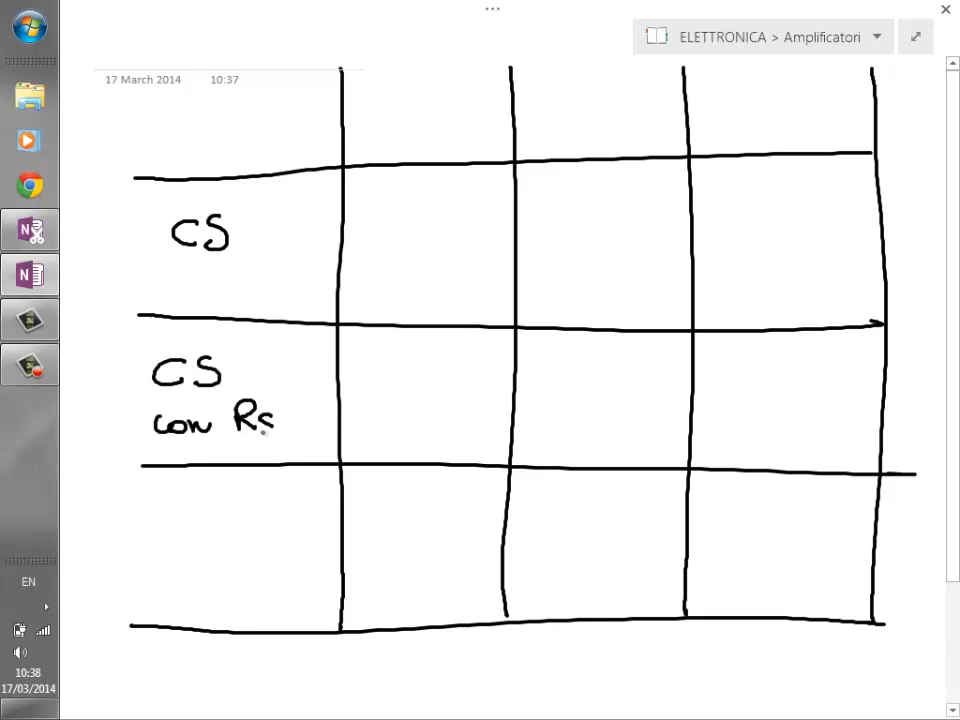 ELETTRONICA > Amplificatori
17 March 2014 10:37
CS
CS
con Rs
EN
10:38
17/03/2014